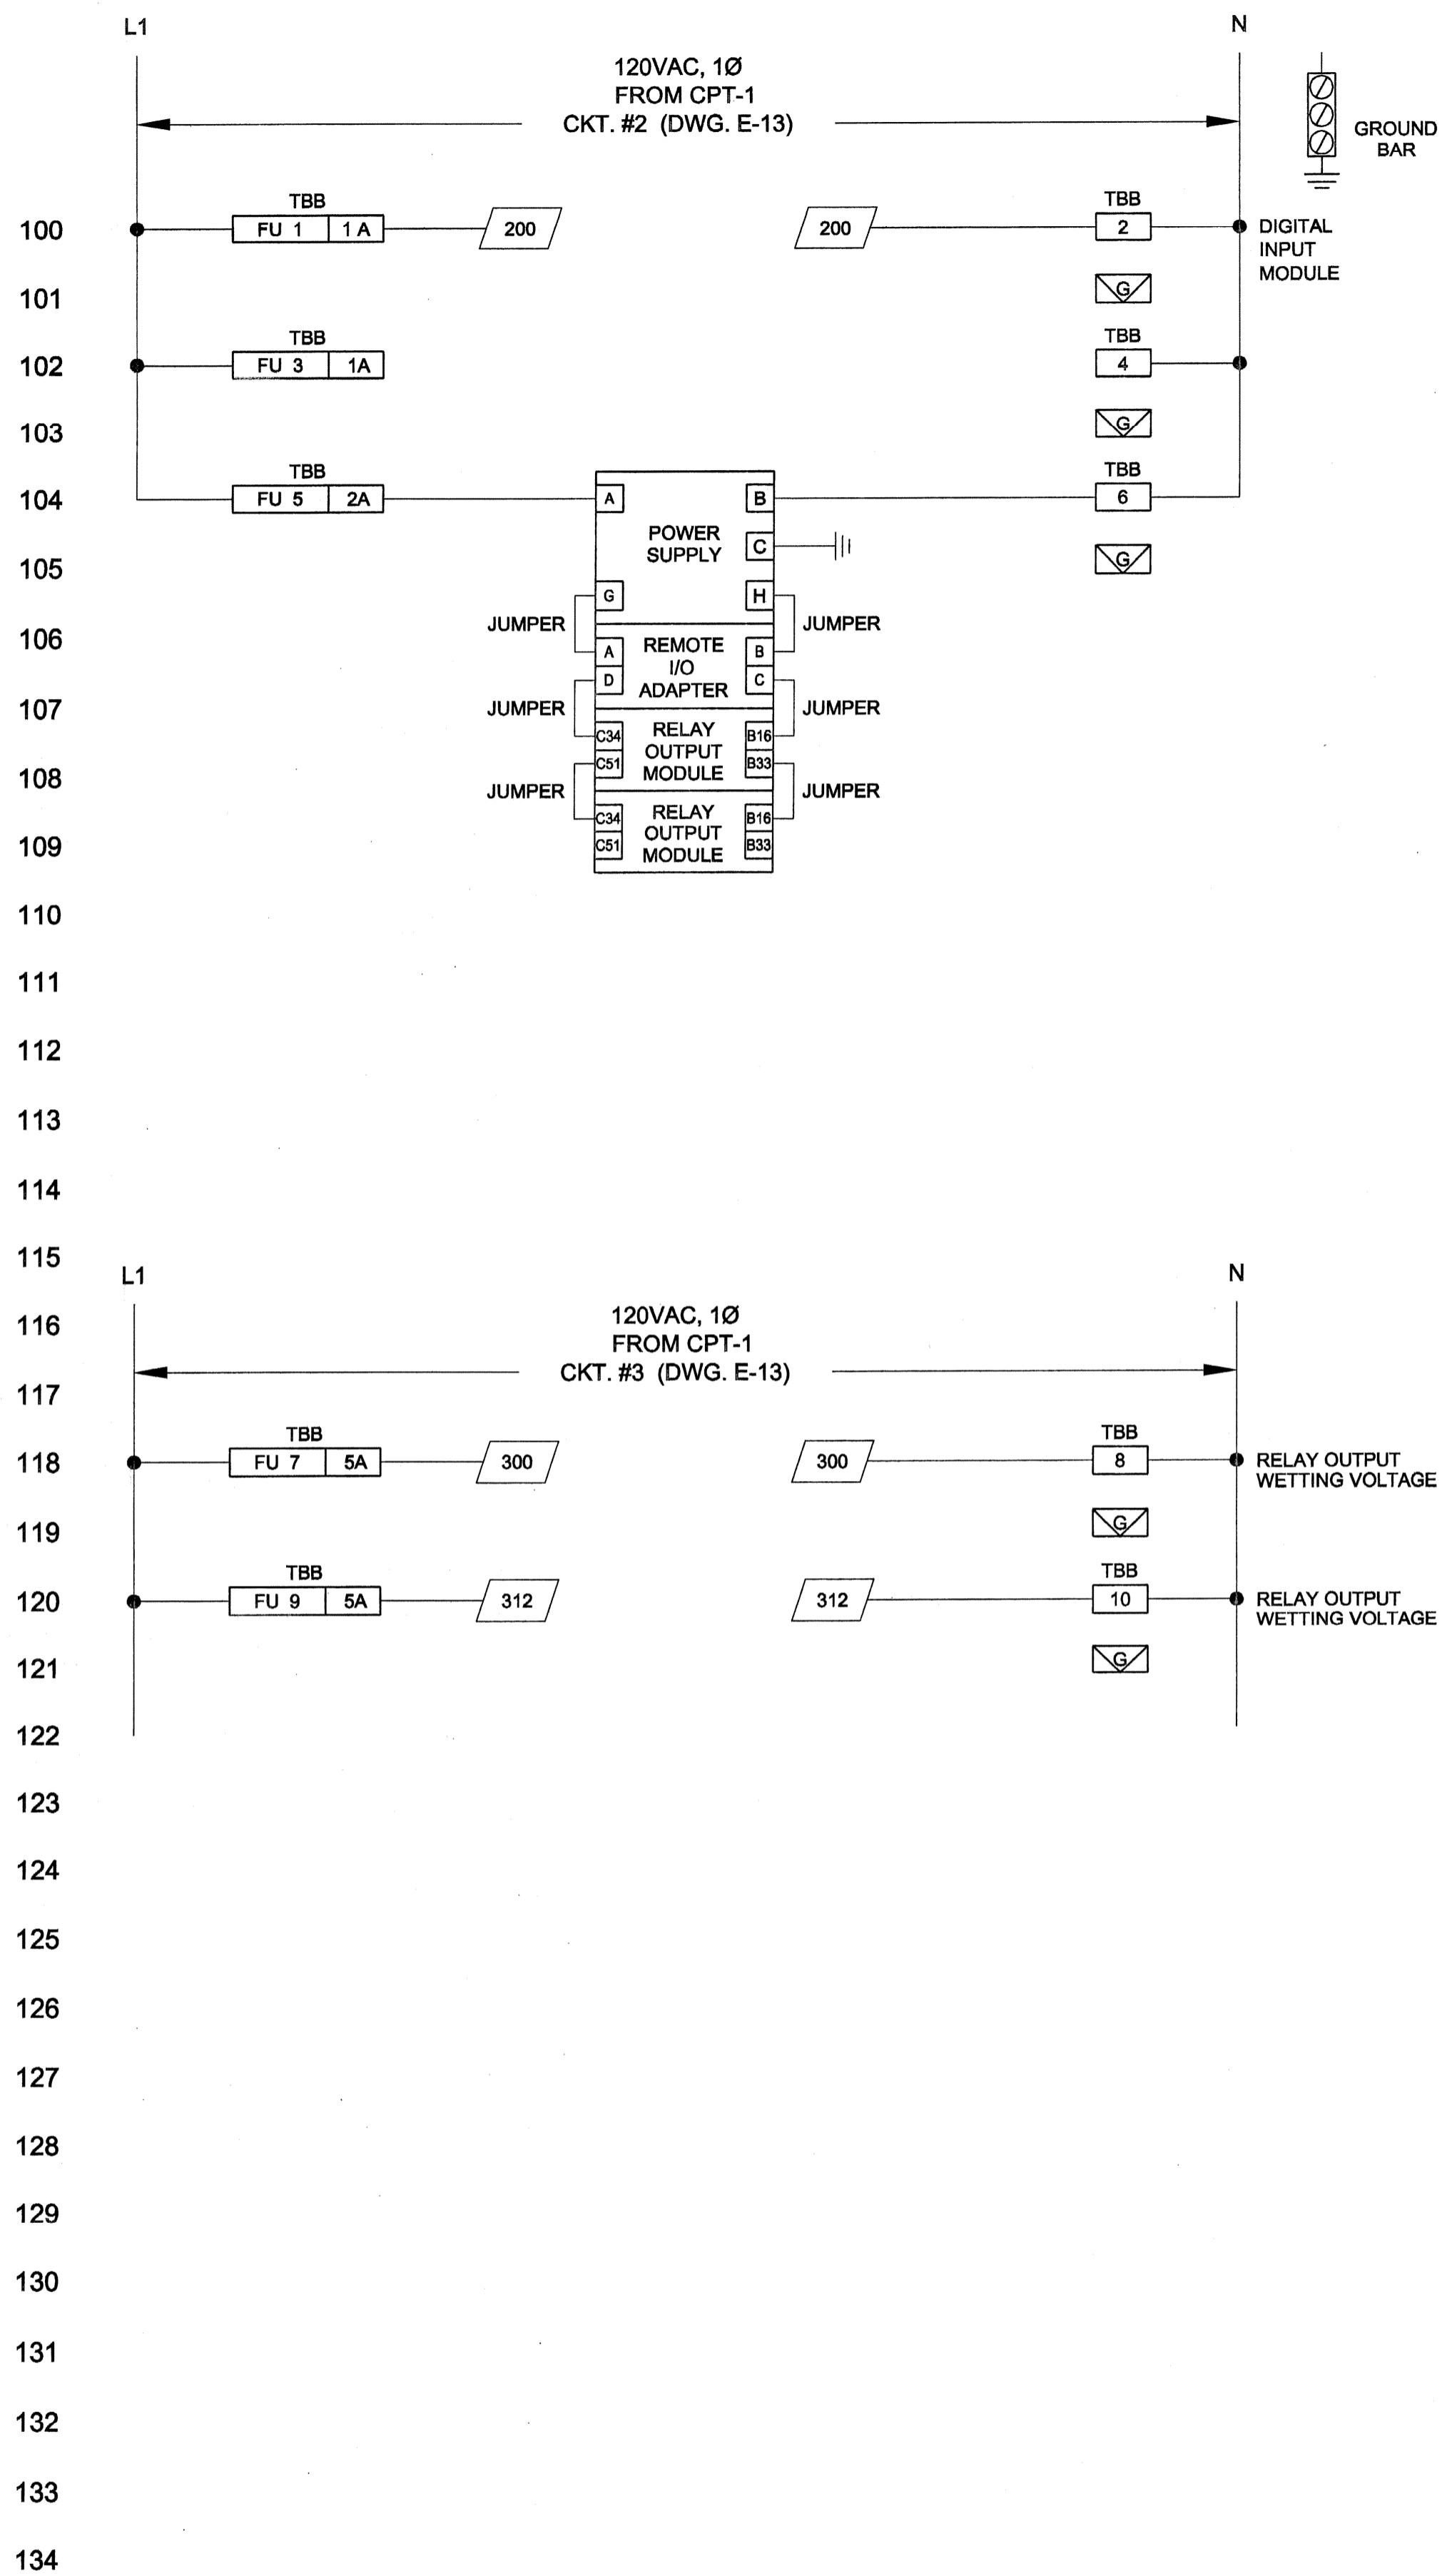 L1 N
120VAC, 1Ø
FROM CPT-1
CKT. #2 (DWG. E-13)
GROUND
BAR
TBB TBB
100 FU 1 1 A 200 200 2 DIGITAL
INPUT
MODULE
101 G
TBB TBB
102 FU 3 1A 4
103 G
TBB TBB
104 FU 5 2A A B 6
POWER
SUPPLY C
105 G
G H
106 JUMPER JUMPER
A REMOTE B
I/O
D ADAPTER C
107 JUMPER JUMPER
C34 RELAY B16
OUTPUT
C51 MODULE B33
108 JUMPER JUMPER
C34 RELAY B16
OUTPUT
C51 MODULE B33
109
110
111
112
113
114
115
L1 N
116 120VAC, 1Ø
FROM CPT-1
CKT. #3 (DWG. E-13)
117
TBB TBB
118 FU 7 5A 300 300 8 RELAY OUTPUT
WETTING VOLTAGE
119 G
TBB TBB
120 FU 9 5A 312 312 10 RELAY OUTPUT
WETTING VOLTAGE
121 G
122
123
124
125
126
127
128
129
130
131
132
133
134